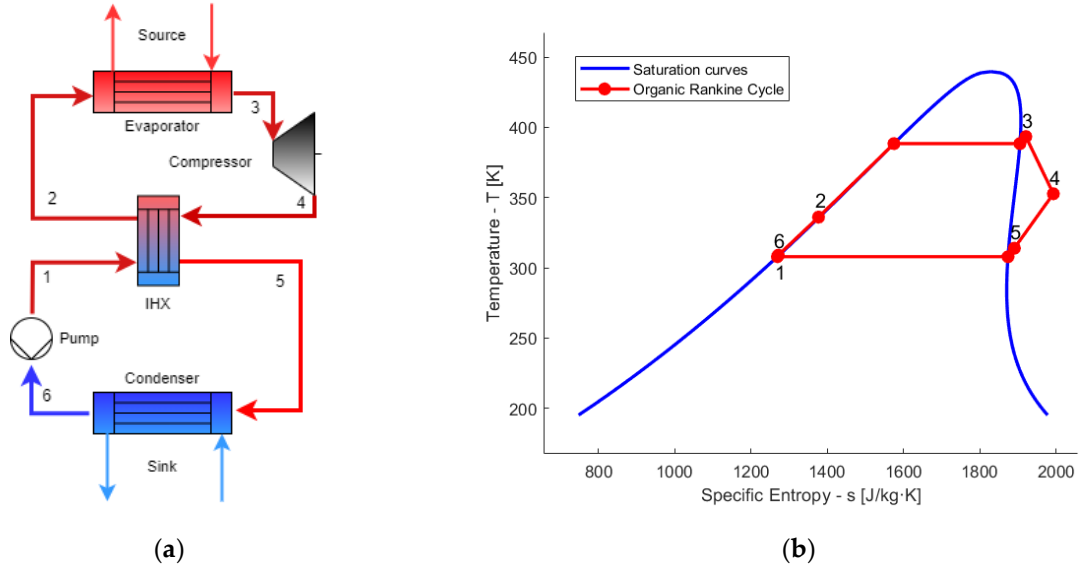 Source
Evaporator
3
Compressor
2
4
1
5
IHX
Pump
Condenser
6
Sink
(a)
450
400
350
300
250
200
Temperature - T [K]
Saturation curves
Organic Rankine Cycle
3
4
2
5
6
1
800 1000 1200 1400 1600 1800 2000
Specific Entropy - s [J/kg·K]
(b)